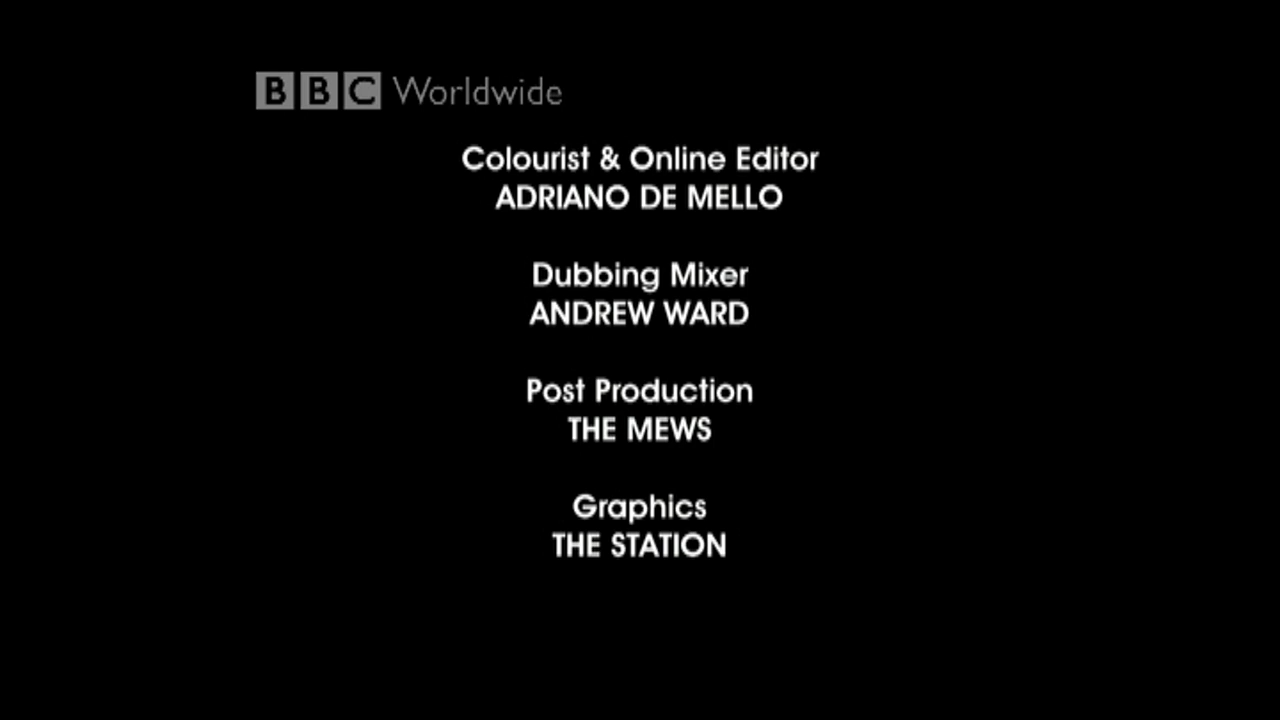 BBC Worldwide
Colourist & Online Editor
ADRIANO DE MELLO
Dubbing Mixer
ANDREW WARD
Post Production
THE MEWS
Graphics
THE STATION